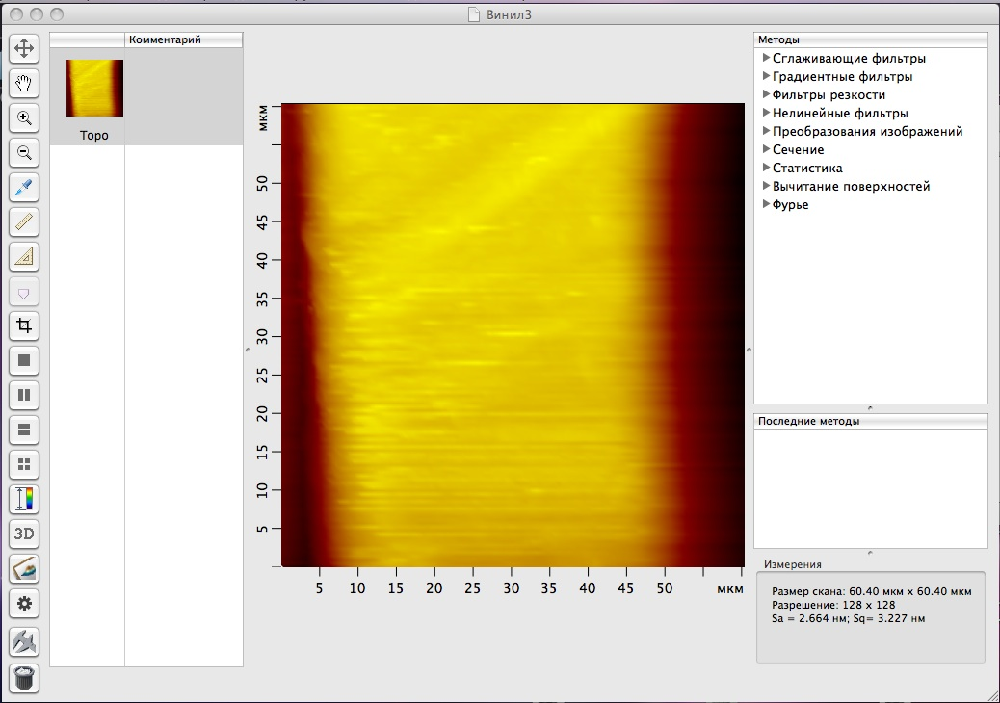 Винил3
Комментарий
Topo
мкм
50
45
40
35
30
25
20
15
10
5
5 10 15 20 25 30 35 40 45 50 мкм
Методы
Сглаживающие фильтры
Градиентные фильтры
Фильтры резкости
Нелинейные фильтры
Преобразования изображений
Сечение
Статистика
Вычитание поверхностей
Фурье
Последние методы
Измерения
Размер скана: 60.40 мкм x 60.40 мкм
Разрешение: 128 x 128
Sa = 2.664 нм; Sq= 3.227 нм
3D